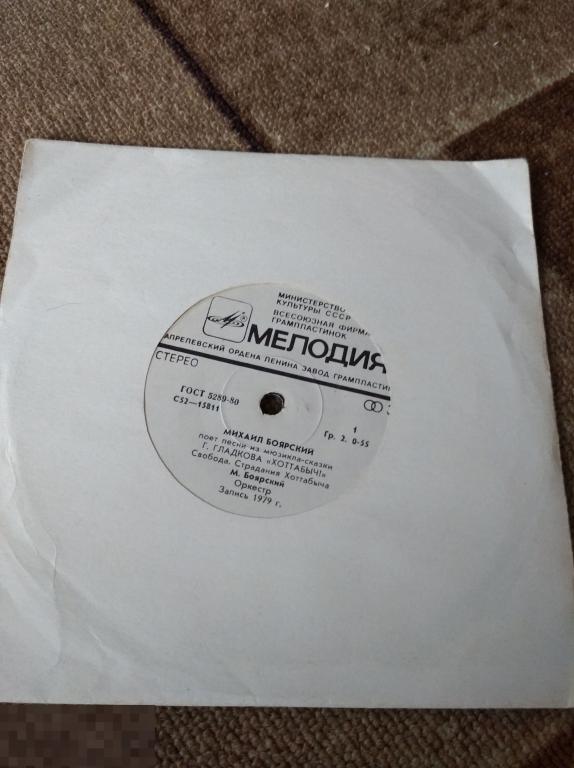 МИНИСТЕРСТВО
КУЛЬТУРЫ СССР
ВСЕСОЮЗНАЯ ФИРМА
ГРАМПЛАСТИНОК
МЕЛОДИЯ
АПРЕЛЕВСКИЙ ОРДЕНА ЛЕНИНА ЗАВОД ГРАМПЛАСТИН
СТЕРЕО
3
ГОСТ 5289-80
С52—15811
1
Гр. 2. 0-55
МИХАИЛ БОЯРСКИЙ
поет песни из мюзикла-сказки
Г. ГЛАДКОВА «ХОТТАБЫЧ!»
Свобода. Страдания Хоттабыча
М. Боярский
Оркестр
Запись 1979 г.